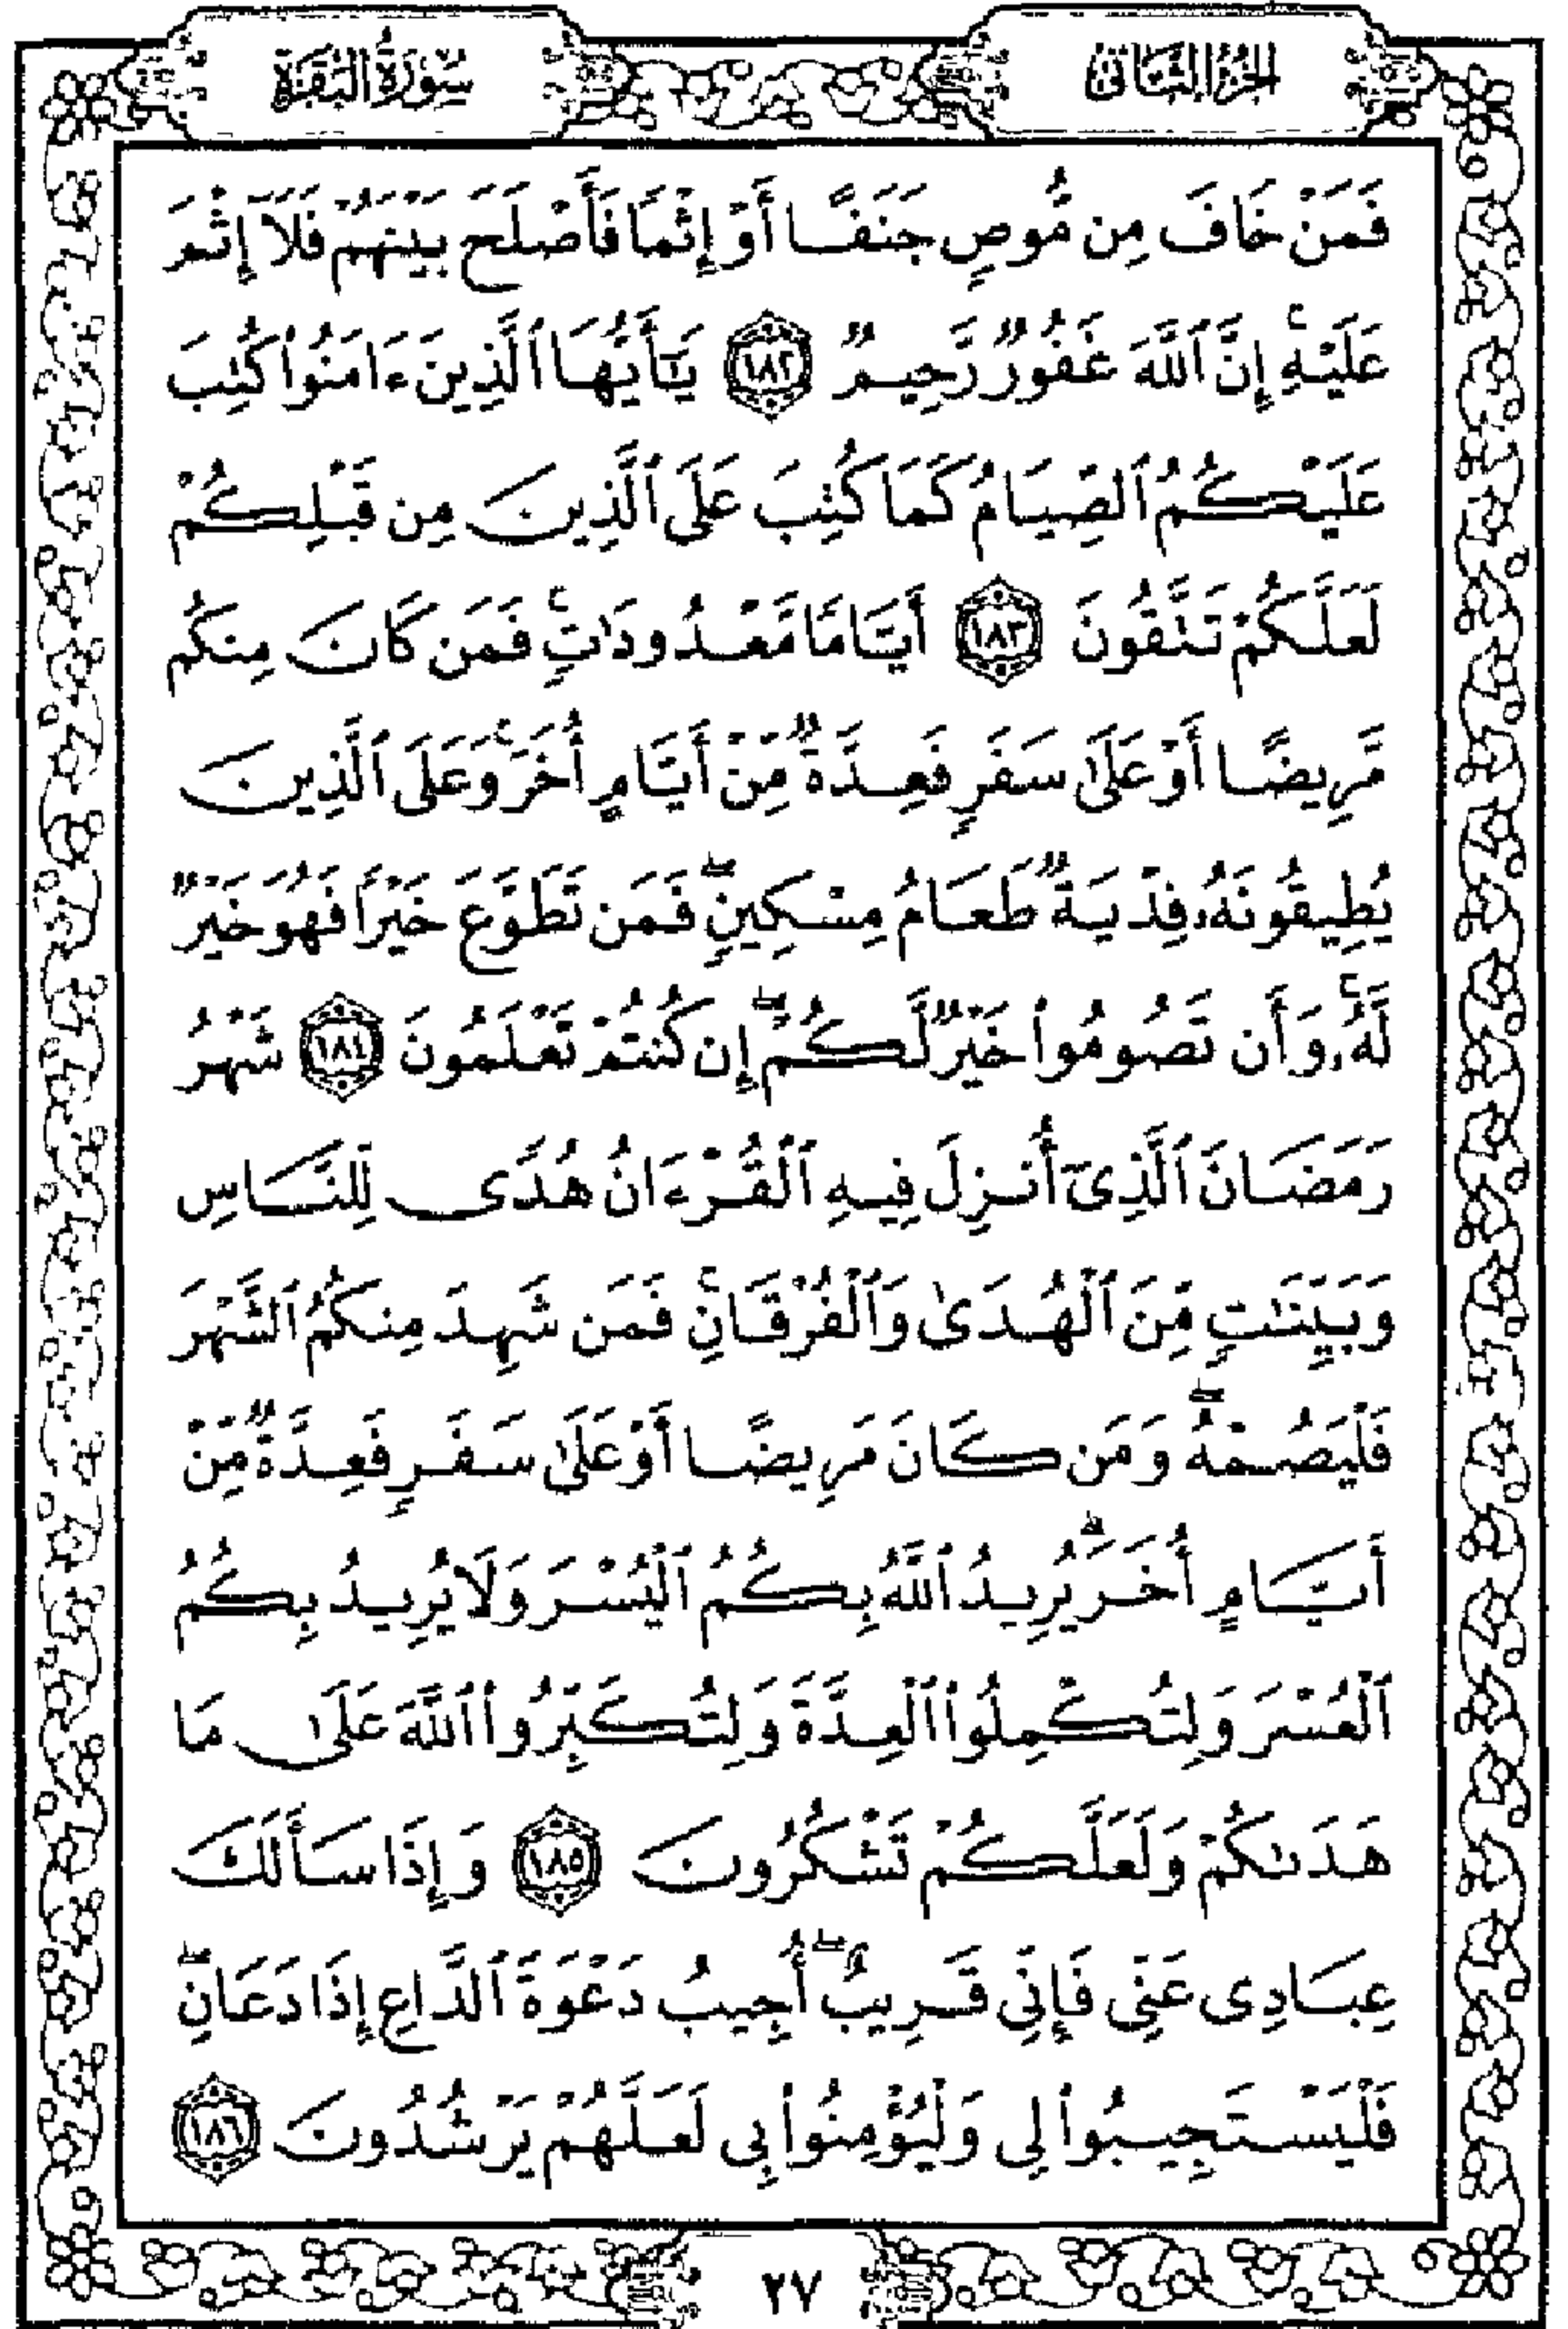 الجزء الثاني
سورة البقرة
فَمَنْ خَافَ مِن مُّوصٍ جَنَفًا أَوْ إِثْمًا فَأَصْلَحَ بَيْنَهُمْ فَلَآ إِثْمَ
عَلَيْهِۚ إِنَّ ٱللَّهَ غَفُورٌ رَّحِيمٌ ١٨٢ يَٰٓأَيُّهَا ٱلَّذِينَ ءَامَنُوا۟ كُتِبَ
عَلَيْكُمُ ٱلصِّيَامُ كَمَا كُتِبَ عَلَى ٱلَّذِينَ مِن قَبْلِكُمْ
لَعَلَّكُمْ تَتَّقُونَ ١٨٣ أَيَّامًا مَّعْدُودَٰتٍۚ فَمَن كَانَ مِنكُم
مَّرِيضًا أَوْ عَلَىٰ سَفَرٍ فَعِدَّةٌ مِّنْ أَيَّامٍ أُخَرَۚ وَعَلَى ٱلَّذِينَ
يُطِيقُونَهُۥ فِدْيَةٌ طَعَامُ مِسْكِينٍۖ فَمَن تَطَوَّعَ خَيْرًا فَهُوَ خَيْرٌ
لَّهُۥۚ وَأَن تَصُومُوا۟ خَيْرٌ لَّكُمْۖ إِن كُنتُمْ تَعْلَمُونَ ١٨٤ شَهْرُ
رَمَضَانَ ٱلَّذِىٓ أُنزِلَ فِيهِ ٱلْقُرْءَانُ هُدًى لِّلنَّاسِ
وَبَيِّنَٰتٍ مِّنَ ٱلْهُدَىٰ وَٱلْفُرْقَانِۚ فَمَن شَهِدَ مِنكُمُ ٱلشَّهْرَ
فَلْيَصُمْهُۖ وَمَن كَانَ مَرِيضًا أَوْ عَلَىٰ سَفَرٍ فَعِدَّةٌ مِّنْ
أَيَّامٍ أُخَرَۗ يُرِيدُ ٱللَّهُ بِكُمُ ٱلْيُسْرَ وَلَا يُرِيدُ بِكُمُ
ٱلْعُسْرَ وَلِتُكْمِلُوا۟ ٱلْعِدَّةَ وَلِتُكَبِّرُوا۟ ٱللَّهَ عَلَىٰ مَا
هَدَىٰكُمْ وَلَعَلَّكُمْ تَشْكُرُونَ ١٨٥ وَإِذَا سَأَلَكَ
عِبَادِى عَنِّى فَإِنِّى قَرِيبٌۖ أُجِيبُ دَعْوَةَ ٱلدَّاعِ إِذَا دَعَانِۖ
فَلْيَسْتَجِيبُوا۟ لِى وَلْيُؤْمِنُوا۟ بِى لَعَلَّهُمْ يَرْشُدُونَ ١٨٦
٢٧